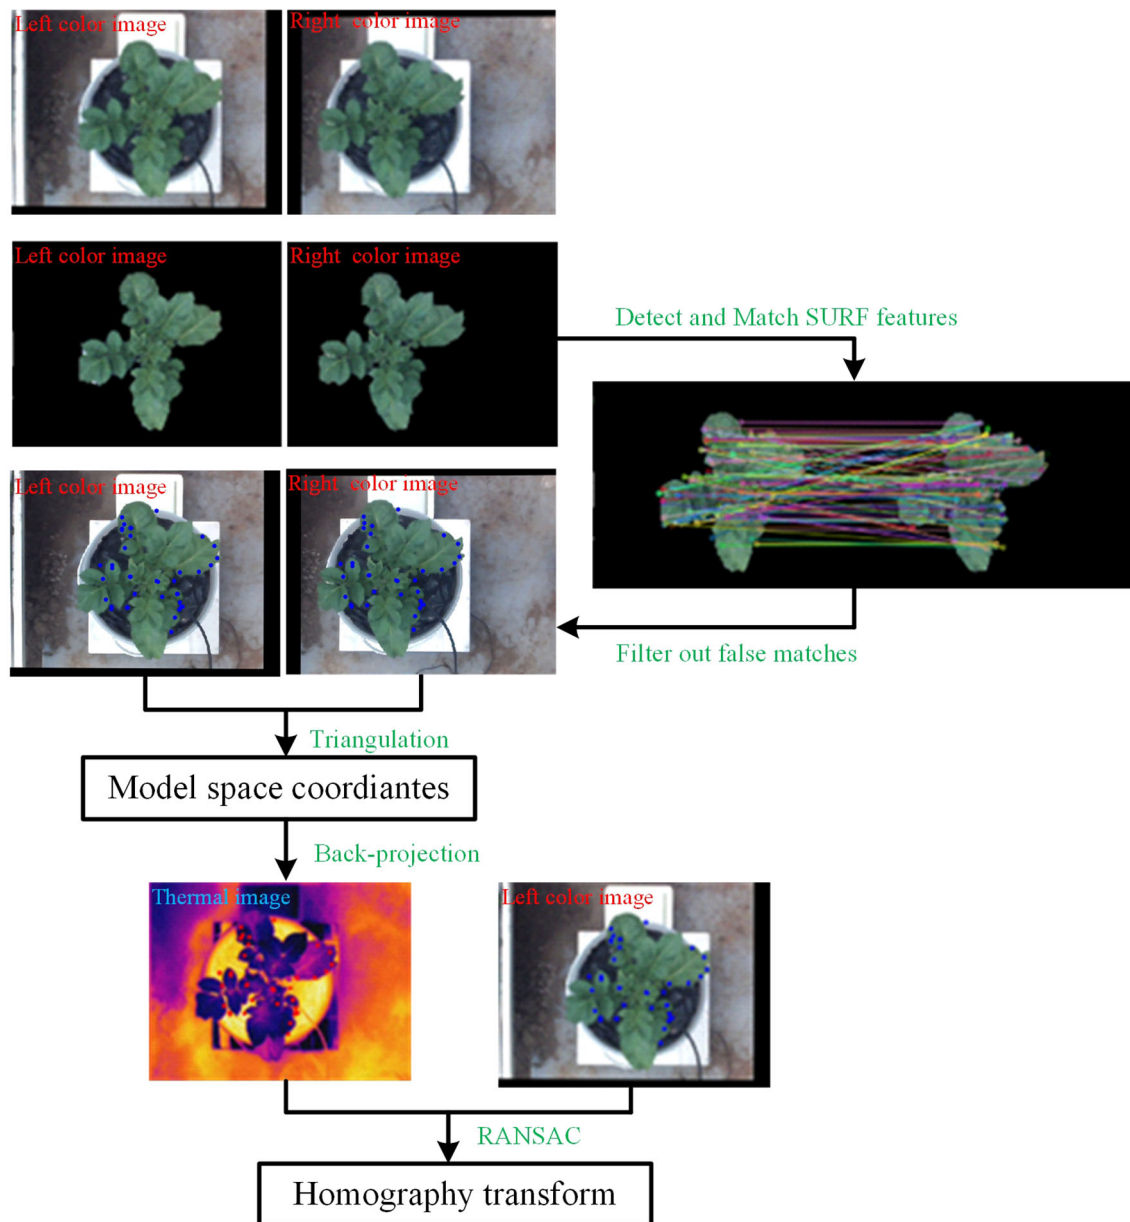 Left color image
Right color image
Left color image
Right color image
Detect and Match SURF features
Left color image
Right color image
Filter out false matches
Triangulation
Model space coordiantes
Back-projection
Thermal image
Left color image
RANSAC
Homography transform